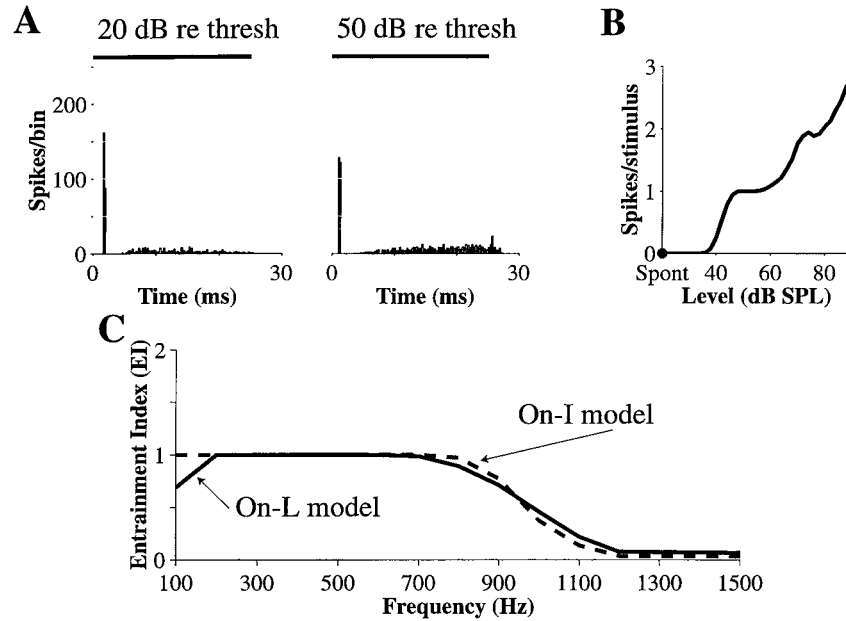 A
20 dB re thresh
50 dB re thresh
Spikes/bin
200
100
0
0
30
Time (ms)
0
30
Time (ms)
B
Spikes/stimulus
3
2
1
0
Spont
40
60
80
Level (dB SPL)
C
Entrainment Index (EI)
2
1
0
On-I model
On-L model
100
300
500
700
900
1100
1300
1500
Frequency (Hz)